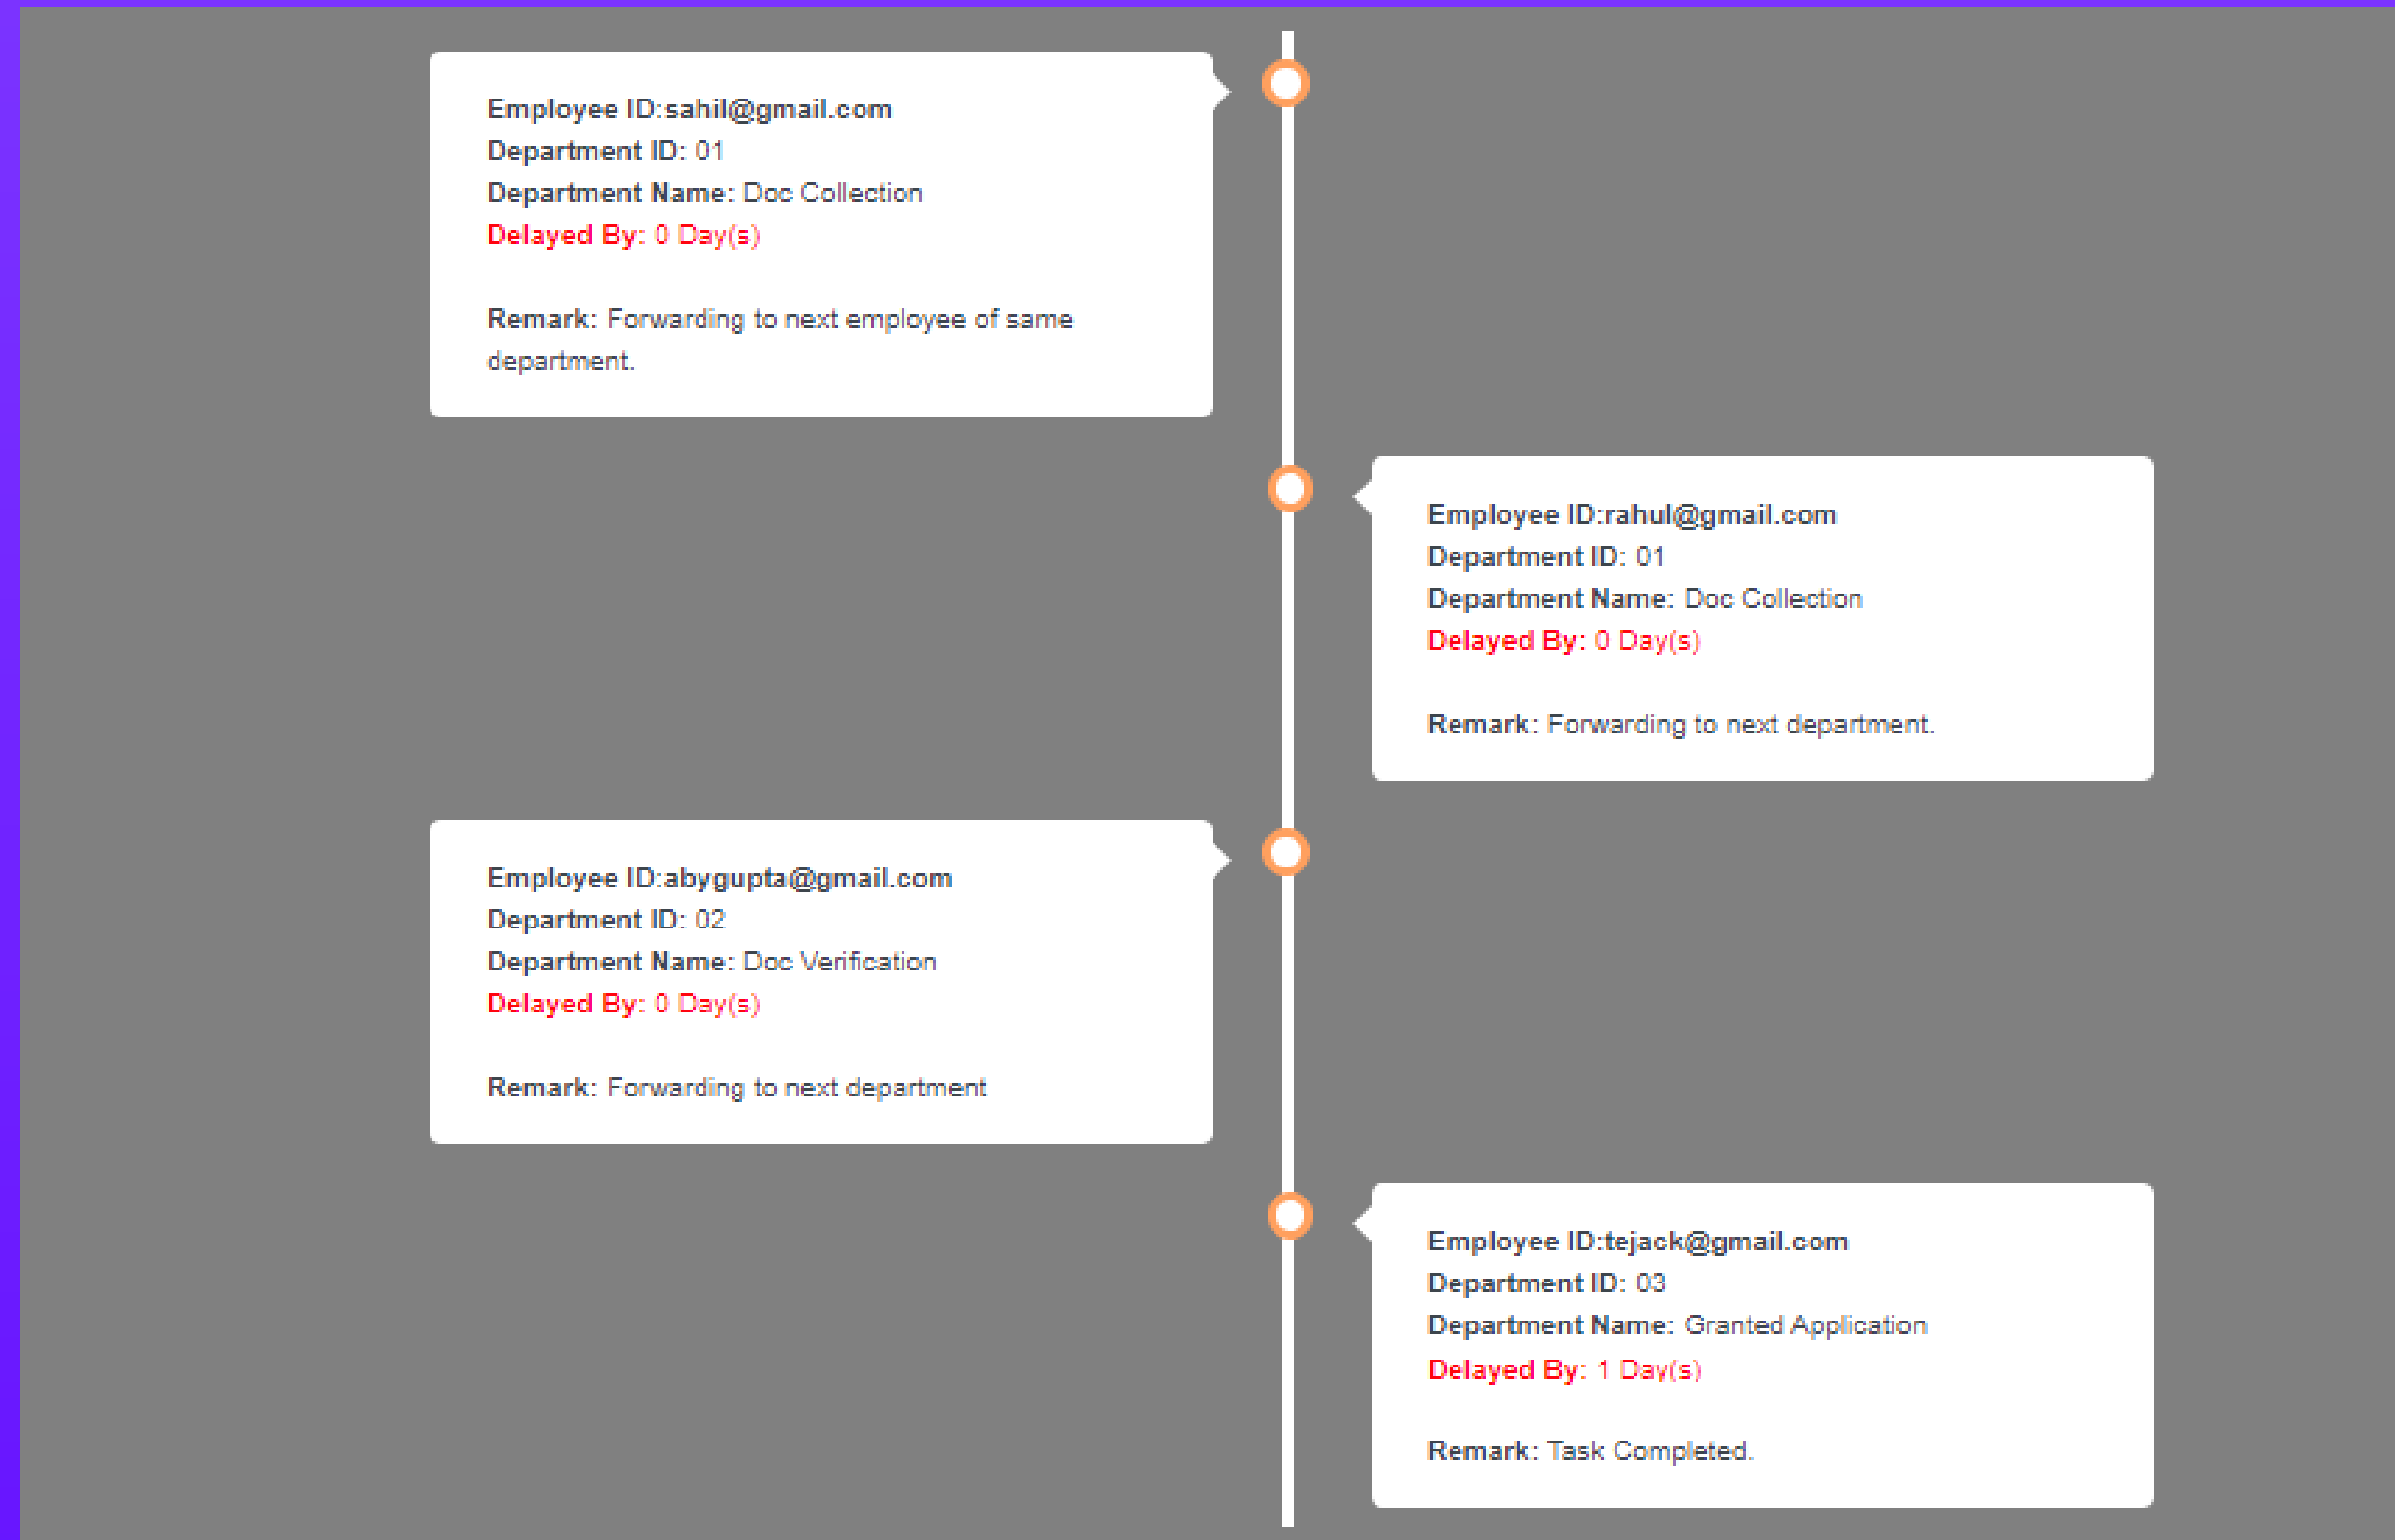 Employee ID:sahil@gmail.com
Department ID: 01
Department Name: Doc Collection
Delayed By: 0 Day(s)
Remark: Forwarding to next employee of same
department.
Employee ID:rahul@gmail.com
Department ID: 01
Department Name: Doc Collection
Delayed By: 0 Day(s)
Remark: Forwarding to next department.
Employee ID:abygupta@gmail.com
Department ID: 02
Department Name: Doc Verification
Delayed By: 0 Day(s)
Remark: Forwarding to next department
Employee ID:tejack@gmail.com
Department ID: 03
Department Name: Granted Application
Delayed By: 1 Day(s)
Remark: Task Completed.